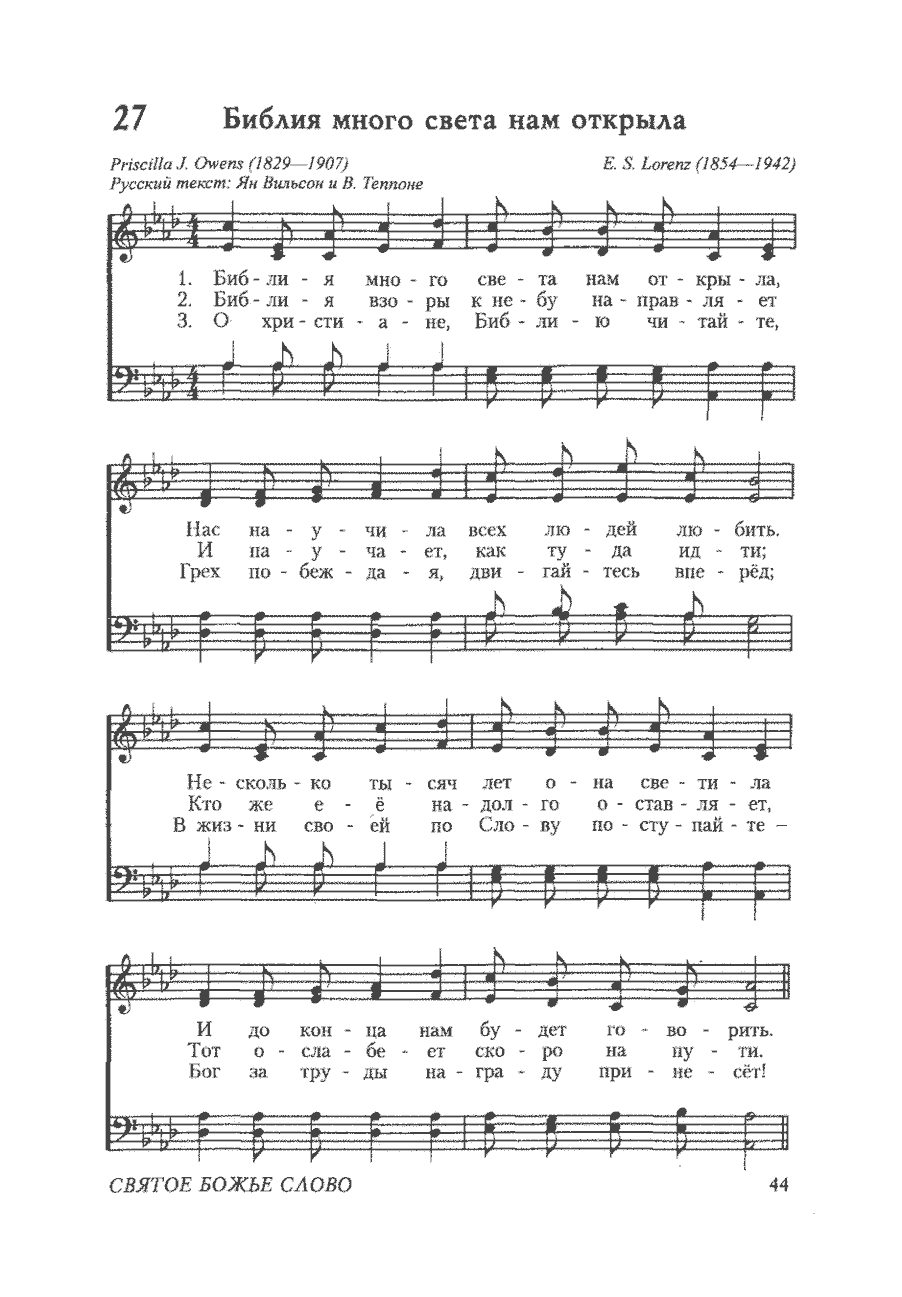 27 Библия много света нам открыла
Priscilla J. Owens (1829—1907) E. S. Lorenz (1854—1942)
Русский текст: Ян Вильсон и В. Теппоне
1. Биб - ли - я мно - го све - та нам от - кры - ла,
2. Биб - ли - я взо - ры к не - бу на - прав - ля - ет
3. О хри - сти - а - не, Биб - ли - ю чи - тай - те,
Нас на - у - чи - ла всех лю - дей лю - бить.
И па - у - ча - ет, как ту - да ид - ти;
Грех по - беж - да - я, дви - гай - тесь впе - рёд;
Не - сколь - ко ты - сяч лет о - на све - ти - ла
Кто же е - ё на - дол - го о - став - ля - ет,
В жиз - ни сво - ей по Сло - ву по - сту - пай - те –
И до кон - ца нам бу - дет го - во - рить.
Тот о - сла - бе - ет ско - ро на пу - ти.
Бог за тру - ды на - гра - ду при - не - сёт!
СВЯТОЕ БОЖЬЕ СЛОВО 44